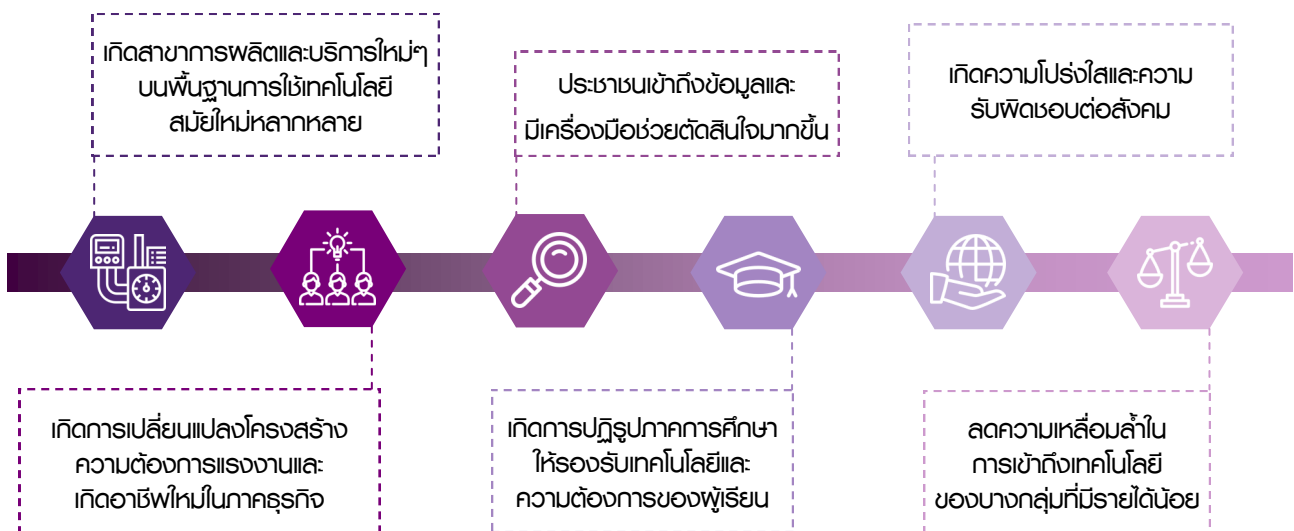 เกิดสาขาการผลิตและบริการใหม่ๆ
บนพื้นฐานการใช้เทคโนโลยี
สมัยใหม่หลากหลาย
เกิดการเปลี่ยนแปลงโครงสร้าง
ความต้องการแรงงานและ
เกิดอาชีพใหม่ในภาคธุรกิจ
ประชาชนเข้าถึงข้อมูลและ
มีเครื่องมือช่วยตัดสินใจมากขึ้น
เกิดการปฏิรูปภาคการศึกษา
ให้รองรับเทคโนโลยีและ
ความต้องการของผู้เรียน
เกิดความโปร่งใสและความ
รับผิดชอบต่อสังคม
ลดความเหลื่อมล้ำใน
การเข้าถึงเทคโนโลยี
ของบางกลุ่มที่มีรายได้น้อย